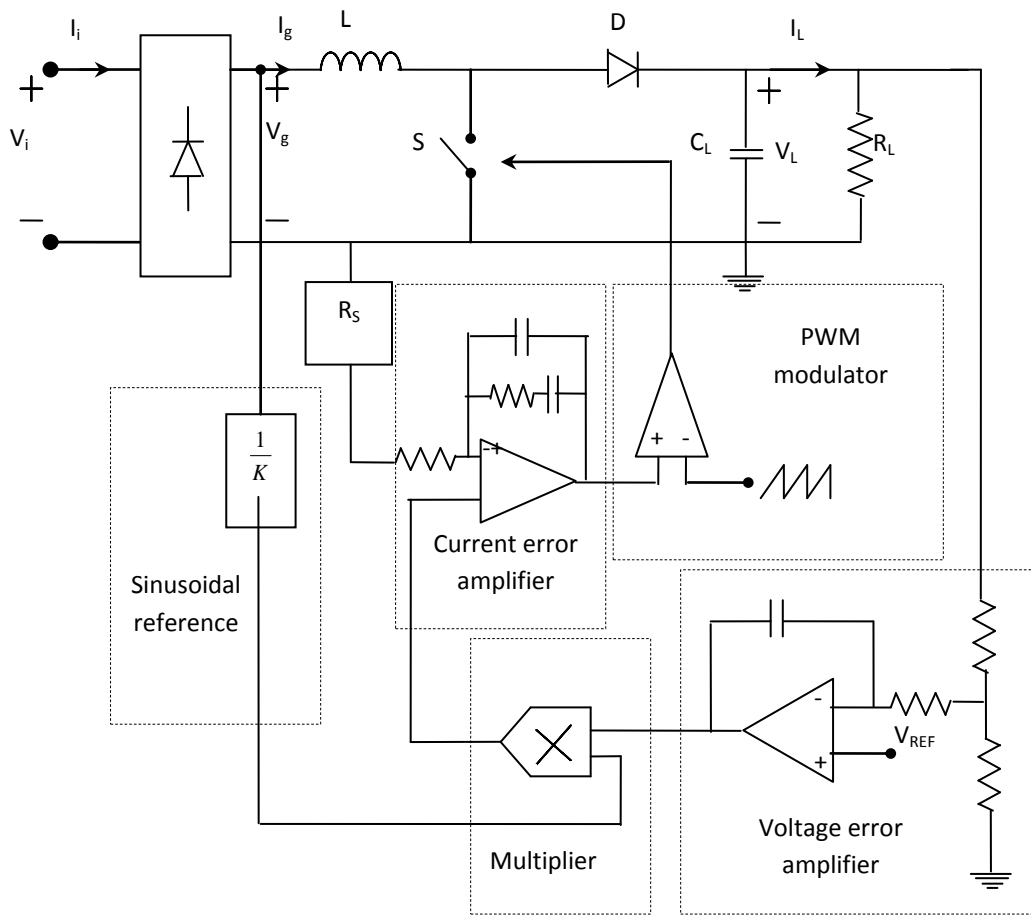 I_i
I_g
L
D
I_L
+
+
+
V_i
V_g
S
C_L
V_L
R_L
−
−
−
R_S
PWM
modulator
1
K
+ -
-+
Current error
amplifier
Sinusoidal
reference
-
V_REF
+
Multiplier
Voltage error
amplifier